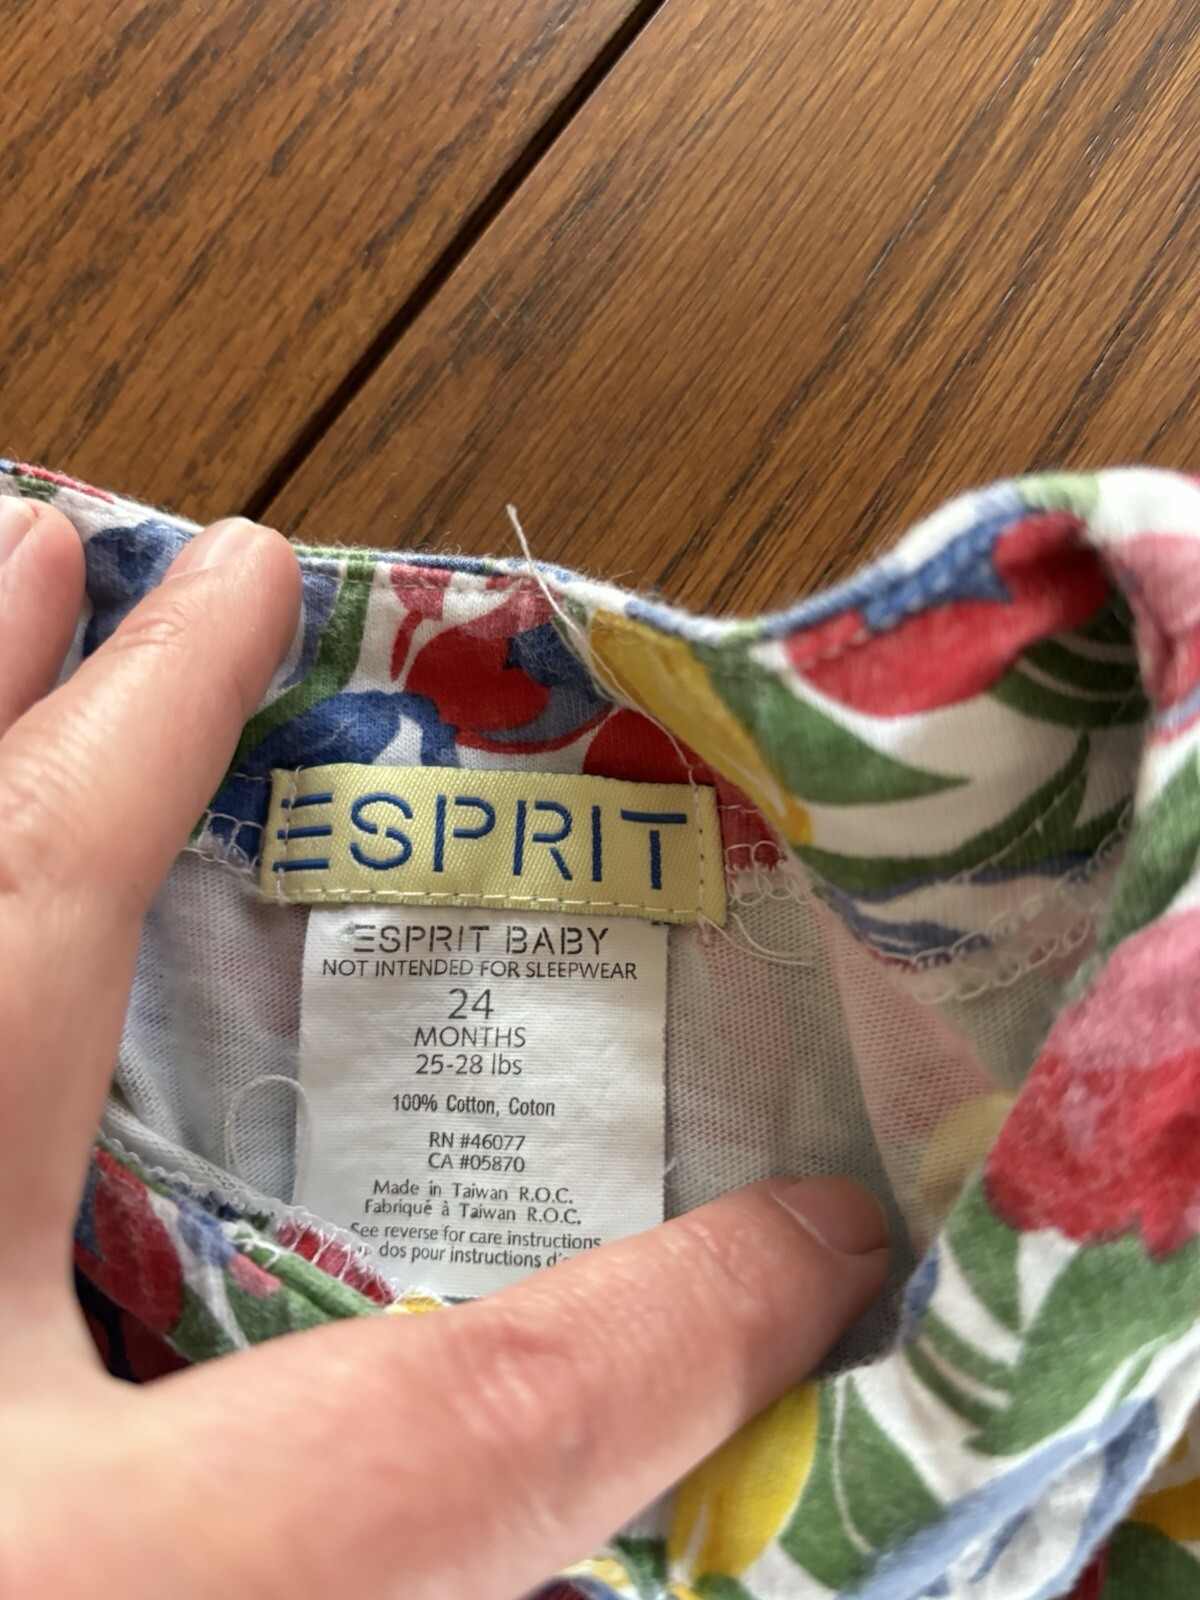 ESPRIT
ESPRIT BABY
NOT INTENDED FOR SLEEPWEAR
24
MONTHS
25-28 lbs
100% Cotton, Coton
RN #46077
CA #05870
Made in Taiwan R.O.C.
Fabriqué à Taiwan R.O.C.
See reverse for care instructions
dos pour instructions